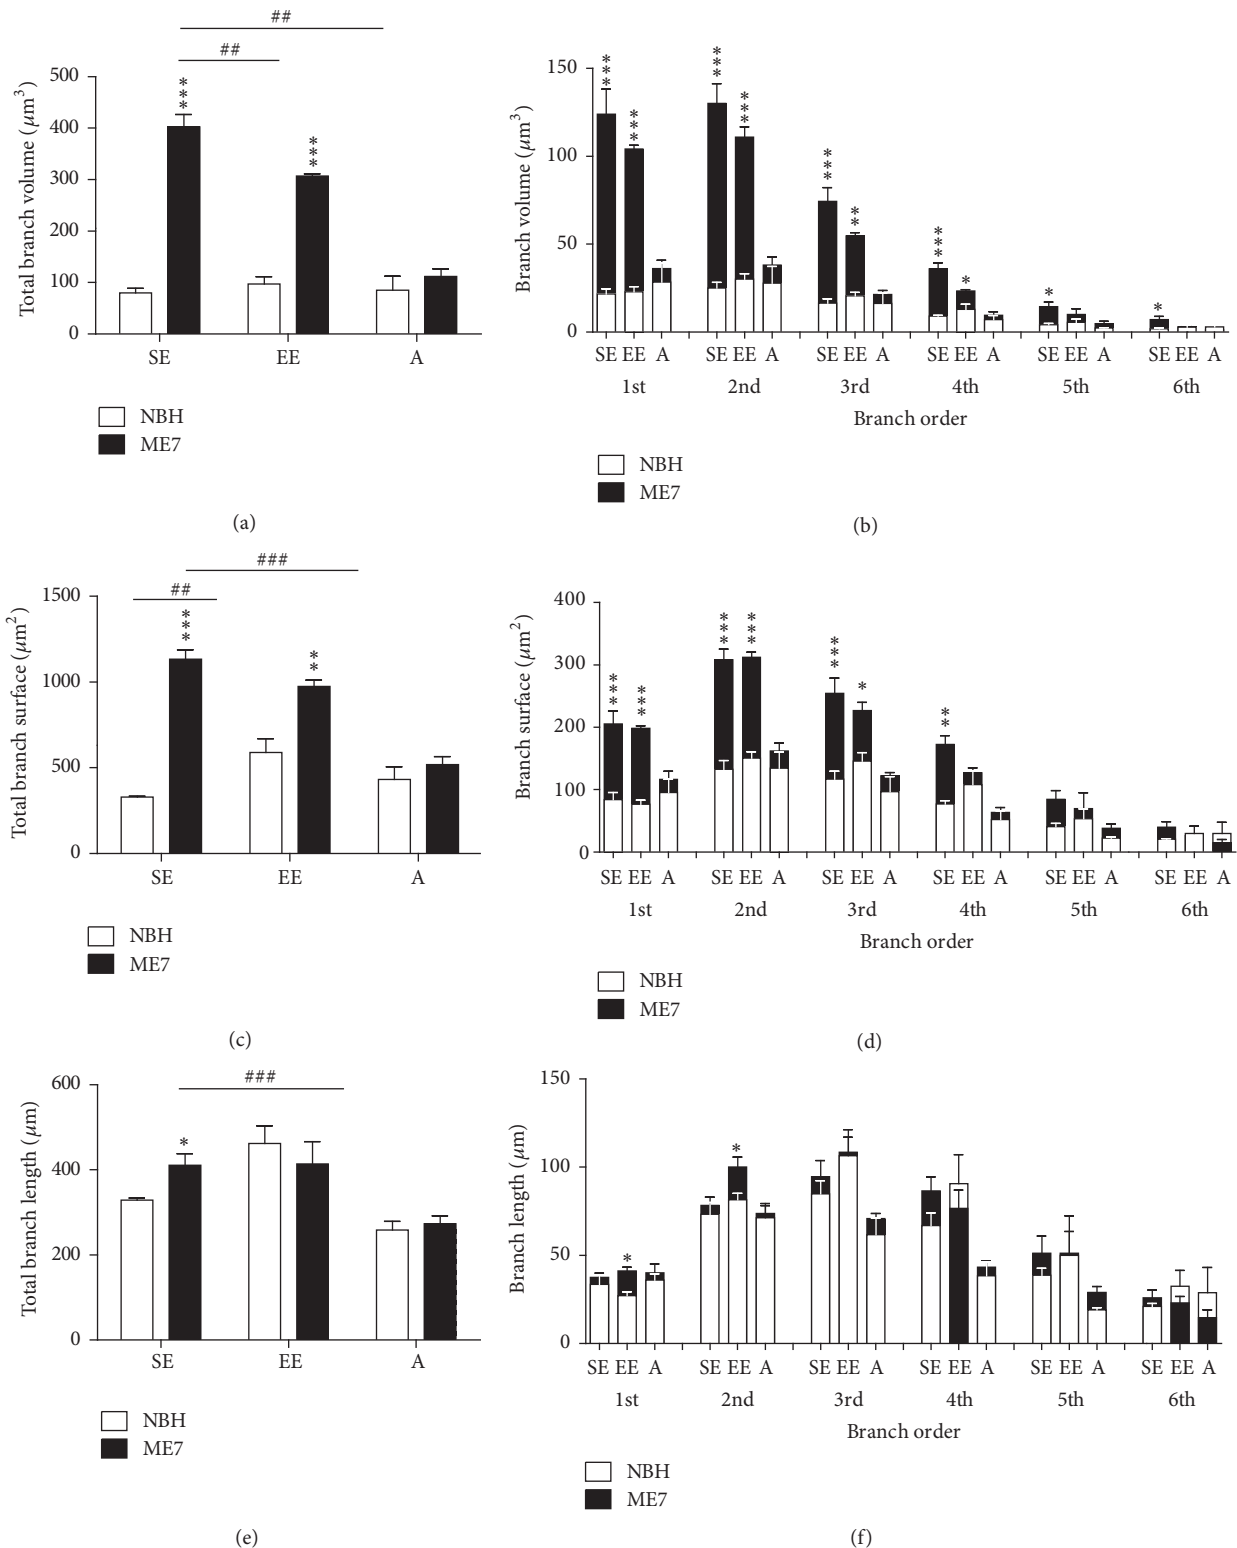 ##
##
Total branch volume (μm³)
500
400
300
200
100
0
***
***
SE EE A
NBH
ME7
(a)
Branch volume (μm³)
150
100
50
0
*** *** *** *** *** ** *** * * *
SE EE A SE EE A SE EE A SE EE A SE EE A SE EE A
1st 2nd 3rd 4th 5th 6th
Branch order
NBH
ME7
(b)
###
##
Total branch surface (μm²)
1500
1000
500
0
***
**
SE EE A
NBH
ME7
(c)
Branch surface (μm²)
400
300
200
100
0
*** *** *** *** *** * **
SE EE A SE EE A SE EE A SE EE A SE EE A SE EE A
1st 2nd 3rd 4th 5th 6th
Branch order
NBH
ME7
(d)
###
Total branch length (μm)
600
400
200
0
*
SE EE A
NBH
ME7
(e)
Branch length (μm)
150
100
50
0
* *
SE EE A SE EE A SE EE A SE EE A SE EE A SE EE A
1st 2nd 3rd 4th 5th 6th
Branch order
NBH
ME7
(f)